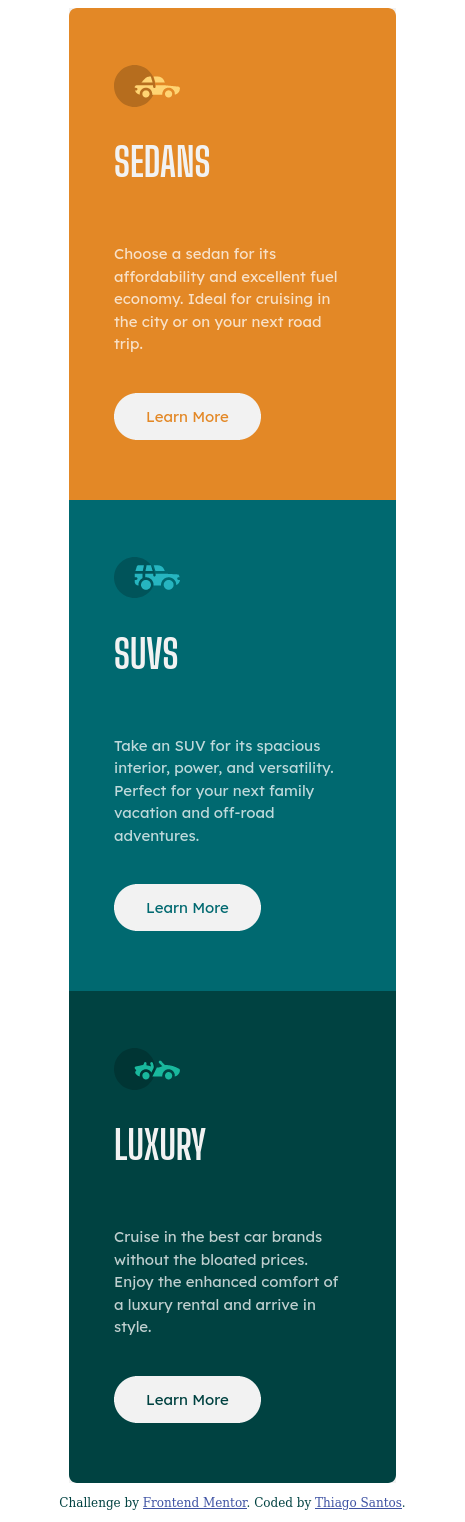 SEDANS
Choose a sedan for its
affordability and excellent fuel
economy. Ideal for cruising in
the city or on your next road
trip.
Learn More
SUVS
Take an SUV for its spacious
interior, power, and versatility.
Perfect for your next family
vacation and off-road
adventures.
Learn More
LUXURY
Cruise in the best car brands
without the bloated prices.
Enjoy the enhanced comfort of
a luxury rental and arrive in
style.
Learn More
Challenge by Frontend Mentor. Coded by Thiago Santos.